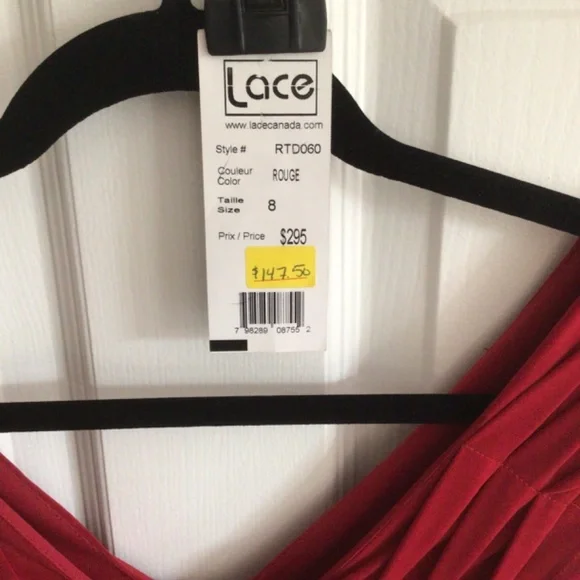 Lace
www.lacecanada.com
Style # RTD060
Couleur
Color ROUGE
Taille
Size 8
Prix / Price $295
$147.50
7 98289 08755 2